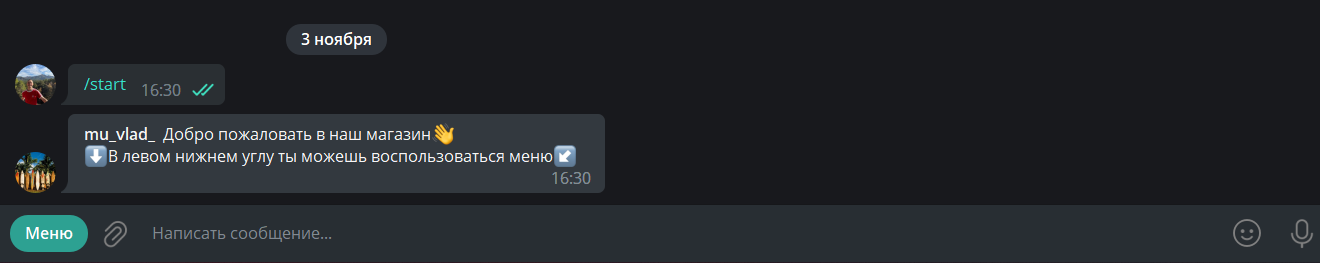 3 ноября
/start 16:30
mu_vlad_ Добро пожаловать в наш магазин👋
⬇️В левом нижнем углу ты можешь воспользоваться меню↙️
16:30
Меню Написать сообщение...